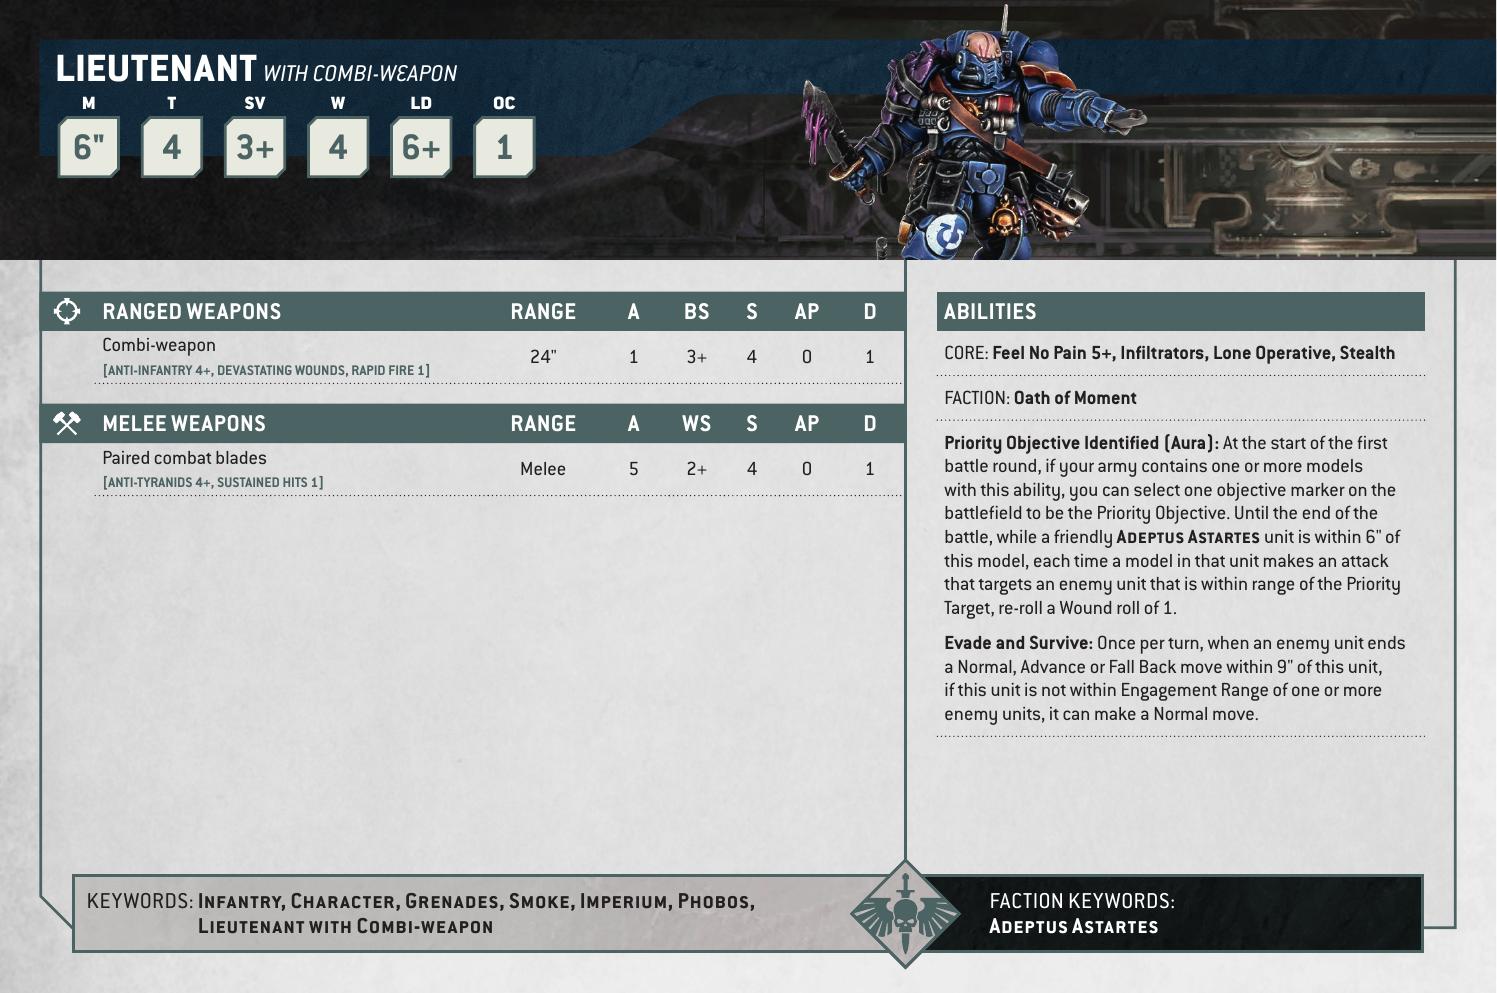 LIEUTENANT WITH COMBI-WEAPON
M T SV W LD OC
6" 4 3+ 4 6+ 1
RANGED WEAPONS RANGE A BS S AP D
Combi-weapon
[ANTI-INFANTRY 4+, DEVASTATING WOUNDS, RAPID FIRE 1]
24" 1 3+ 4 0 1
MELEE WEAPONS RANGE A WS S AP D
Paired combat blades
[ANTI-TYRANIDS 4+, SUSTAINED HITS 1]
Melee 5 2+ 4 0 1
ABILITIES
CORE: Feel No Pain 5+, Infiltrators, Lone Operative, Stealth
FACTION: Oath of Moment
Priority Objective Identified (Aura): At the start of the first
battle round, if your army contains one or more models
with this ability, you can select one objective marker on the
battlefield to be the Priority Objective. Until the end of the
battle, while a friendly ADEPTUS ASTARTES unit is within 6" of
this model, each time a model in that unit makes an attack
that targets an enemy unit that is within range of the Priority
Target, re-roll a Wound roll of 1.
Evade and Survive: Once per turn, when an enemy unit ends
a Normal, Advance or Fall Back move within 9" of this unit,
if this unit is not within Engagement Range of one or more
enemy units, it can make a Normal move.
KEYWORDS: INFANTRY, CHARACTER, GRENADES, SMOKE, IMPERIUM, PHOBOS,
LIEUTENANT WITH COMBI-WEAPON
FACTION KEYWORDS:
ADEPTUS ASTARTES